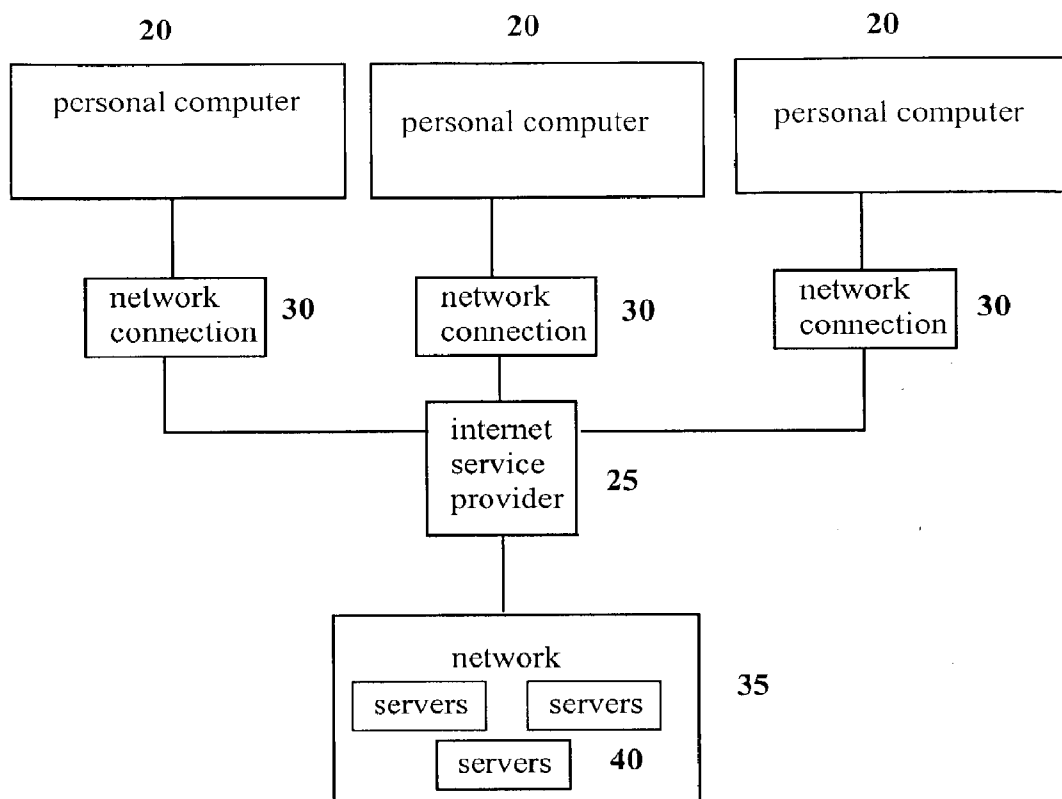 20 20 20
personal computer
personal computer
personal computer
network
connection
30
network
connection
30
network
connection
30
internet
service
provider
25
network
35
servers servers
servers
40